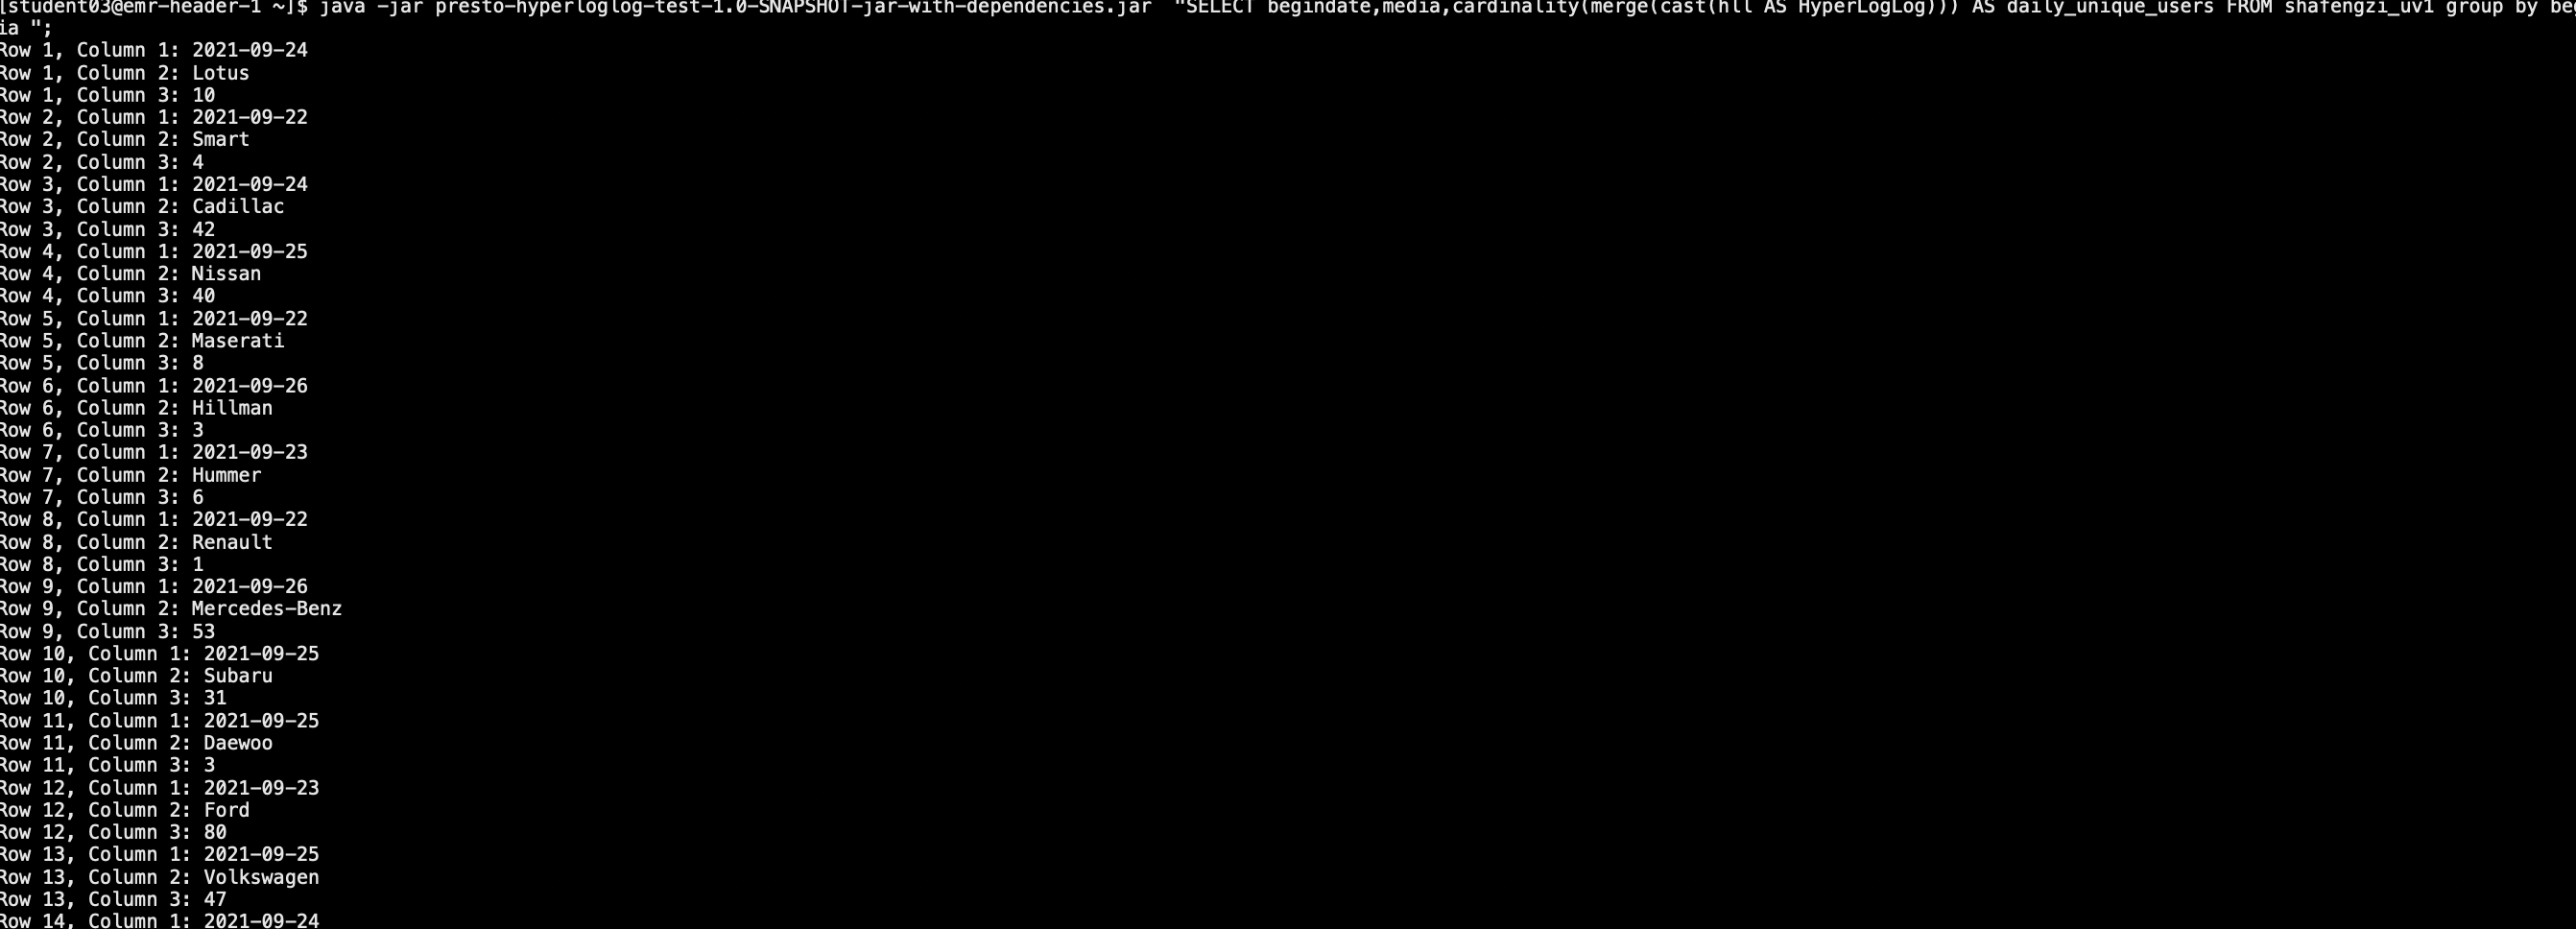 [student03@emr-header-1 ~]$ java -jar presto-hyperloglog-test-1.0-SNAPSHOT-jar-with-dependencies.jar  "SELECT begindate,media,cardinality(merge(cast(hll AS HyperLogLog))) AS daily_unique_users FROM shafengzi_uv1 group by beg
ia ";
Row 1, Column 1: 2021-09-24
Row 1, Column 2: Lotus
Row 1, Column 3: 10
Row 2, Column 1: 2021-09-22
Row 2, Column 2: Smart
Row 2, Column 3: 4
Row 3, Column 1: 2021-09-24
Row 3, Column 2: Cadillac
Row 3, Column 3: 42
Row 4, Column 1: 2021-09-25
Row 4, Column 2: Nissan
Row 4, Column 3: 40
Row 5, Column 1: 2021-09-22
Row 5, Column 2: Maserati
Row 5, Column 3: 8
Row 6, Column 1: 2021-09-26
Row 6, Column 2: Hillman
Row 6, Column 3: 3
Row 7, Column 1: 2021-09-23
Row 7, Column 2: Hummer
Row 7, Column 3: 6
Row 8, Column 1: 2021-09-22
Row 8, Column 2: Renault
Row 8, Column 3: 1
Row 9, Column 1: 2021-09-26
Row 9, Column 2: Mercedes-Benz
Row 9, Column 3: 53
Row 10, Column 1: 2021-09-25
Row 10, Column 2: Subaru
Row 10, Column 3: 31
Row 11, Column 1: 2021-09-25
Row 11, Column 2: Daewoo
Row 11, Column 3: 3
Row 12, Column 1: 2021-09-23
Row 12, Column 2: Ford
Row 12, Column 3: 80
Row 13, Column 1: 2021-09-25
Row 13, Column 2: Volkswagen
Row 13, Column 3: 47
Row 14, Column 1: 2021-09-24